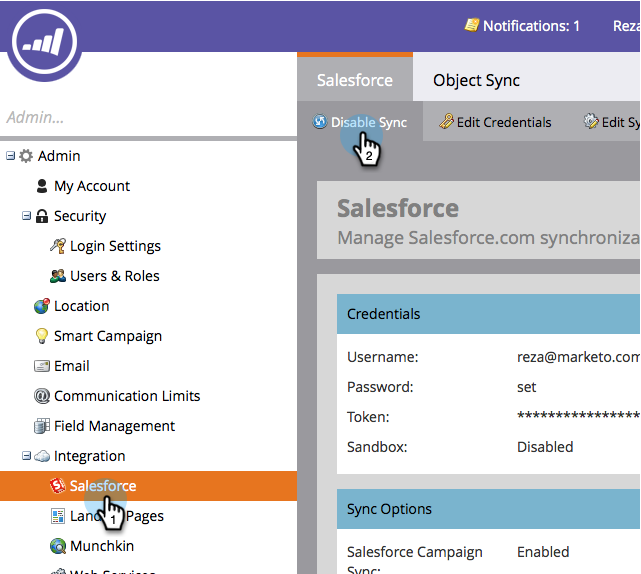 Notifications: 1
Reza
Admin...
Salesforce
Object Sync
Disable Sync
Edit Credentials
Edit Sy
2
Admin
My Account
Security
Login Settings
Users & Roles
Location
Smart Campaign
Email
Communication Limits
Field Management
Integration
Salesforce
1
Pages
Munchkin
Web Services
Salesforce
Manage Salesforce.com synchroniza
Credentials
Username: reza@marketo.com
Password: set
Token: *****************
Sandbox: Disabled
Sync Options
Salesforce Campaign Enabled
Sync: